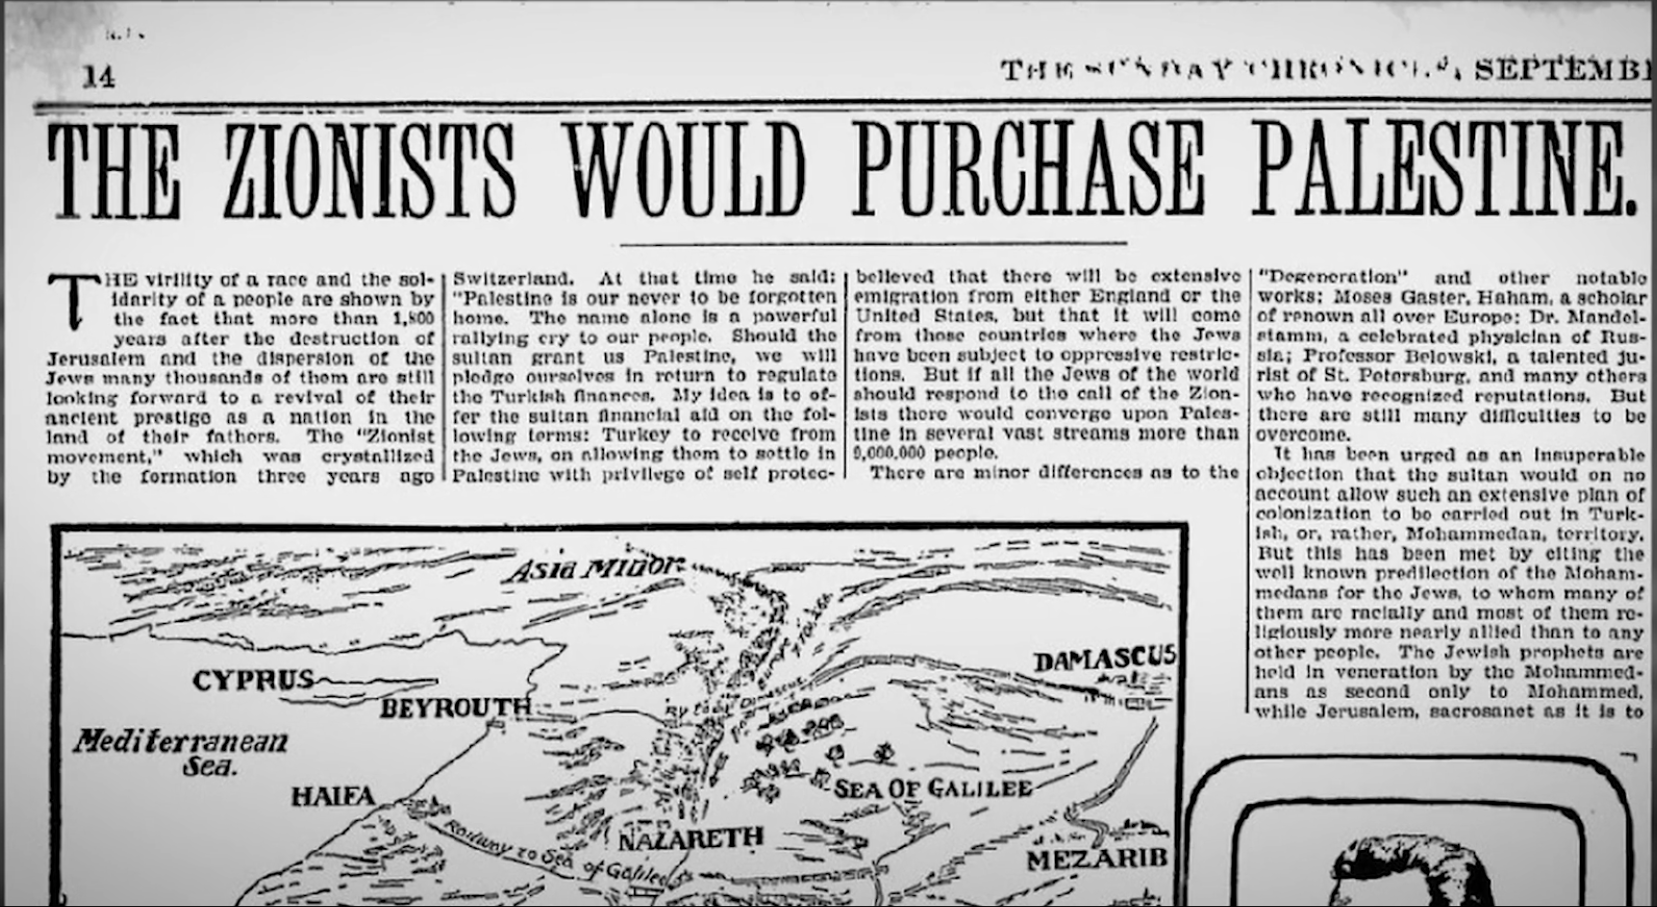 14
THE SUNDAY CHRONICLE, SEPTEMB
THE ZIONISTS WOULD PURCHASE PALESTINE.
THE virility of a race and the sol-
idarity of a people are shown by
the fact that more than 1,800
years after the destruction of
Jerusalem and the dispersion of the
Jews many thousands of them are still
looking forward to a revival of their
ancient prestige as a nation in the
land of their fathers. The "Zionist
movement," which was crystallized
by the formation three years ago
Switzerland. At that time he said:
"Palestine is our never to be forgotten
home. The name alone is a powerful
rallying cry to our people. Should the
sultan grant us Palestine, we will
pledge ourselves in return to regulate
the Turkish finances. My idea is to of-
fer the sultan financial aid on the fol-
lowing terms: Turkey to receive from
the Jews, on allowing them to settle in
Palestine with privilege of self protec-
believed that there will be extensive
emigration from either England or the
United States, but that it will come
from those countries where the Jews
have been subject to oppressive restric-
tions. But if all the Jews of the world
should respond to the call of the Zion-
ists there would converge upon Pales-
tine in several vast streams more than
9,000,000 people.
There are minor differences as to the
"Degeneration" and other notable
works; Moses Gaster, Haham, a scholar
of renown all over Europe; Dr. Mandel-
stamm, a celebrated physician of Rus-
sia; Professor Belowski, a talented ju-
rist of St. Petersburg, and many others
who have recognized reputations. But
there are still many difficulties to be
overcome.
It has been urged as an insuperable
objection that the sultan would on no
account allow such an extensive plan of
colonization to be carried out in Turk-
ish, or, rather, Mohammedan, territory.
But this has been met by citing the
well known predilection of the Moham-
medans for the Jews, to whom many of
them are racially and most of them re-
ligiously more nearly allied than to any
other people. The Jewish prophets are
held in veneration by the Mohammed-
ans as second only to Mohammed,
while Jerusalem, sacrosanct as it is to
Asia Minor
CYPRUS
DAMASCUS
BEYROUTH
Mediterranean
Sea.
HAIFA
SEA OF GALILEE
Railway to Sea of Galilee
NAZARETH
MEZARIB